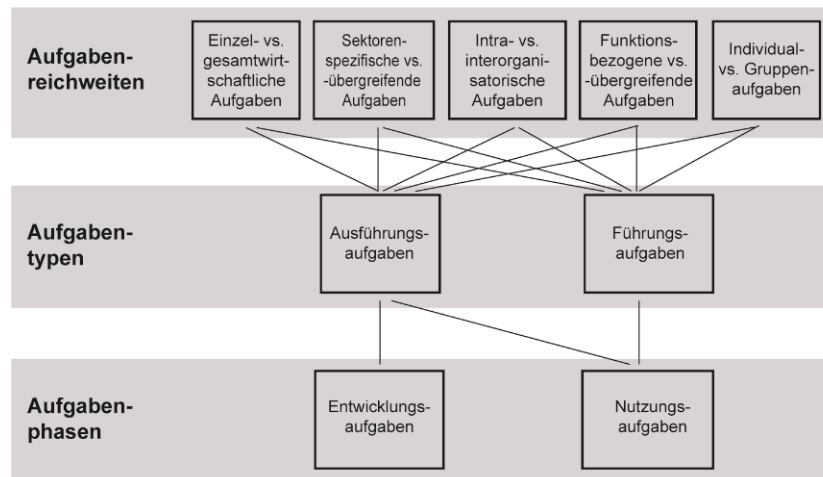 Aufgaben-
reichweiten
Einzel- vs.
gesamtwirt-
schaftliche
Aufgaben
Sektoren-
spezifische vs.
-übergreifende
Aufgaben
Intra- vs.
interorgani-
satorische
Aufgaben
Funktions-
bezogene vs.
-übergreifende
Aufgaben
Individual-
vs. Gruppen-
aufgaben
Aufgaben-
typen
Ausführungs-
aufgaben
Führungs-
aufgaben
Aufgaben-
phasen
Entwicklungs-
aufgaben
Nutzungs-
aufgaben